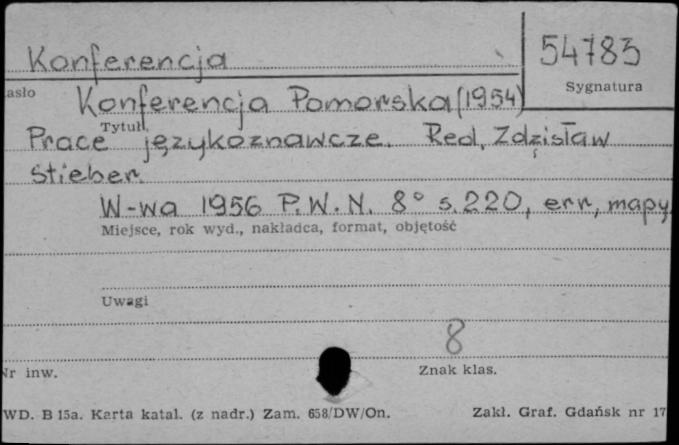 Konferencja
54783
Sygnatura
asło
Konferencja Pomorska (1954)
Tytuł
Prace językoznawcze. Red. Zdzisław
Stieber.
W-wa 1956 P.W.N. 8° s. 220, err, mapy
Miejsce, rok wyd., nakładca, format, objętość
Uwagi
8
Nr inw.
Znak klas.
WD. B 15a. Karta katal. (z nadr.) Zam. 658/DW/On.
Zakł. Graf. Gdańsk nr 17